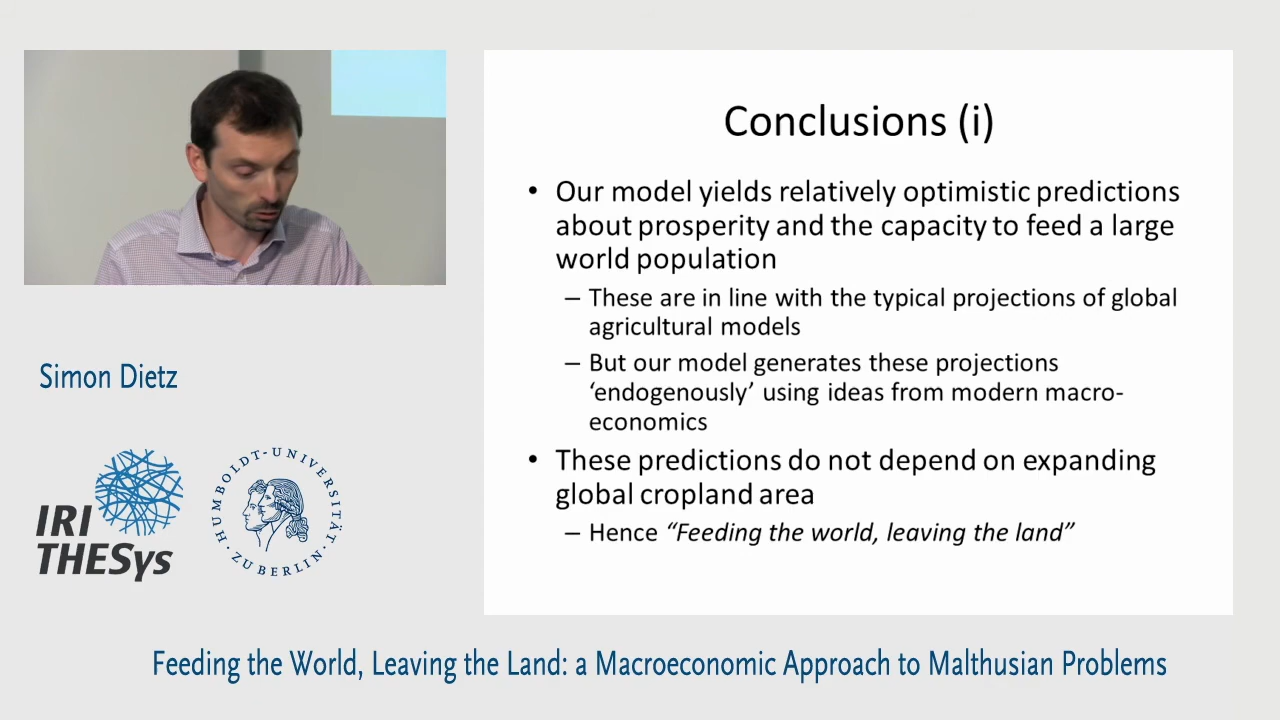 Conclusions (i)
• Our model yields relatively optimistic predictions
about prosperity and the capacity to feed a large
world population
– These are in line with the typical projections of global
agricultural models
– But our model generates these projections
‘endogenously’ using ideas from modern macro-
economics
• These predictions do not depend on expanding
global cropland area
– Hence “Feeding the world, leaving the land”
Simon Dietz
IRI
THESys
HUMBOLDT-UNIVERSITÄT
ZU BERLIN
Feeding the World, Leaving the Land: a Macroeconomic Approach to Malthusian Problems